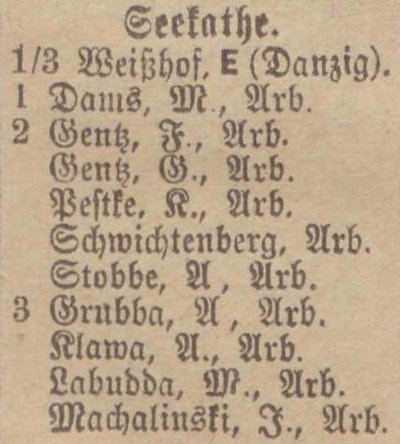 Seekathe.
1/3 Weißhof, E (Danzig).
1 Dams, M., Arb.
2 Gentz, F., Arb.
Gentz, G., Arb.
Pestke, K., Arb.
Schwichtenberg, Arb.
Stobbe, A , Arb.
3 Grubba, A , Arb.
Klawa, A., Arb.
Labudda, M., Arb.
Machalinski, J., Arb.